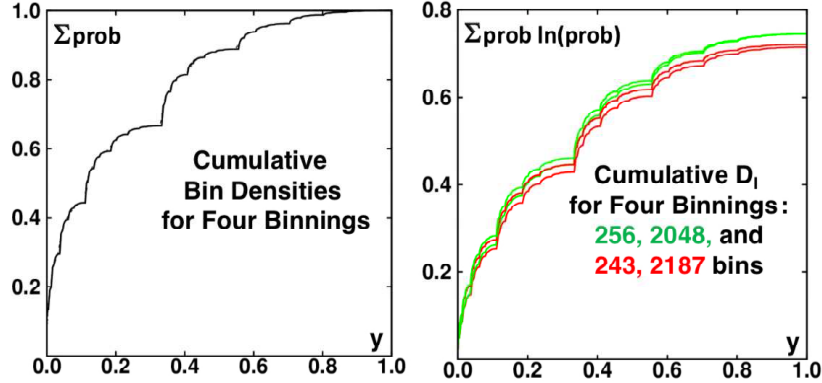 Σprob
1.0
0.8
0.6
0.4
0.2
Cumulative
Bin Densities
for Four Binnings
0.0 0.2 0.4 0.6 0.8 1.0
y
Σprob ln(prob)
0.8
0.6
0.4
0.2
Cumulative D_I
for Four Binnings:
256, 2048, and
243, 2187 bins
0.0 0.2 0.4 0.6 0.8 1.0
y